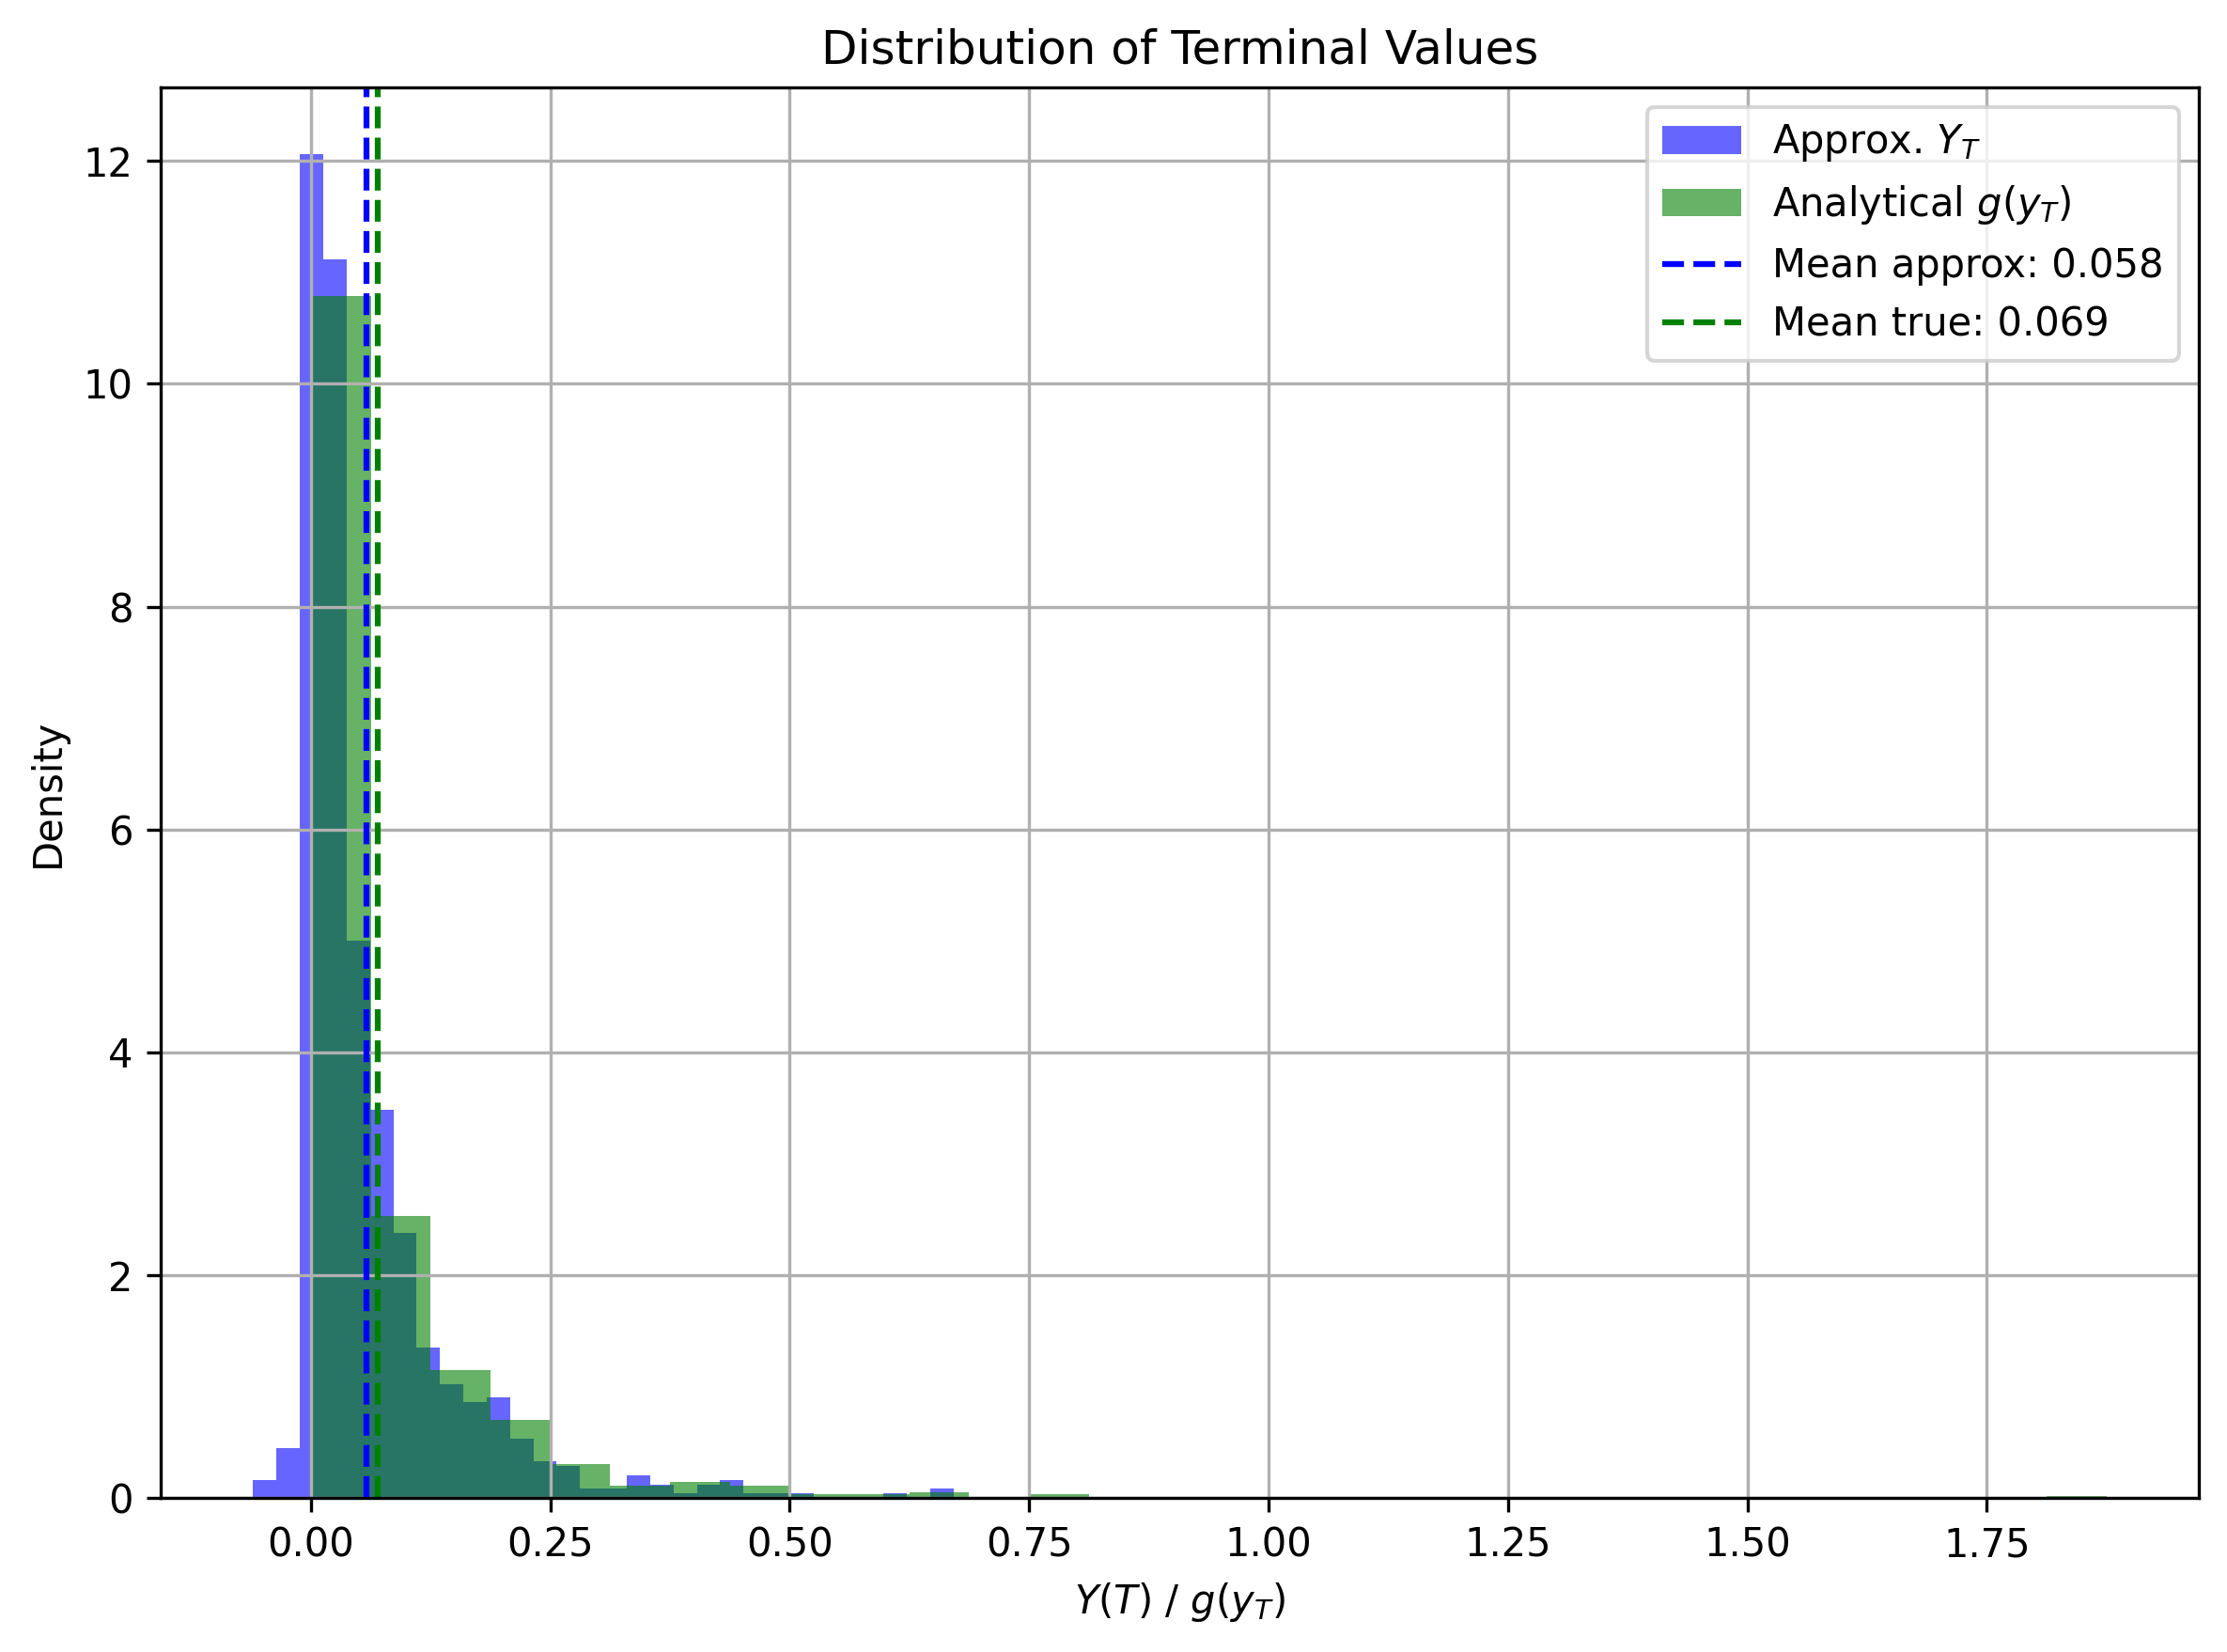 Distribution of Terminal Values
Approx. $Y_T$
Analytical $g(y_T)$
Mean approx: 0.058
Mean true: 0.069
Density
12
10
8
6
4
2
0
0.00 0.25 0.50 0.75 1.00 1.25 1.50 1.75
$Y(T)$ / $g(y_T)$